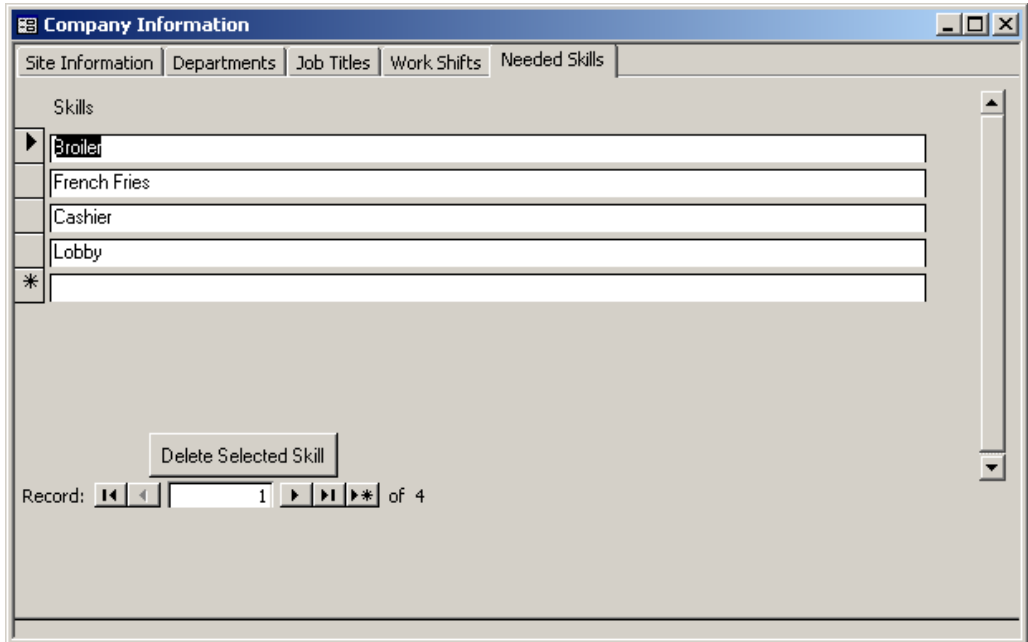 Company Information
Site Information Departments Job Titles Work Shifts Needed Skills
Skills
Broiler
French Fries
Cashier
Lobby
Delete Selected Skill
Record: 1 of 4